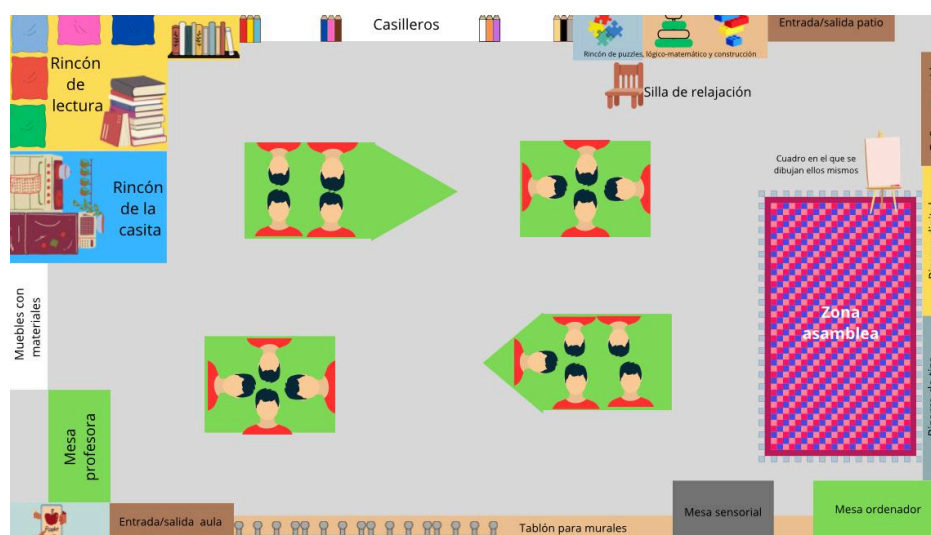 Casilleros
Entrada/salida patio
Rincón de puzzles, lógico-matemático y construcción
Rincón
de
lectura
Silla de relajación
Cuadro en el que se
dibujan ellos mismos
Rincón
de la
casita
Muebles con
materiales
Zona
asamblea
Mesa
profesora
Entrada/salida aula
Tablón para murales
Mesa sensorial
Mesa ordenador